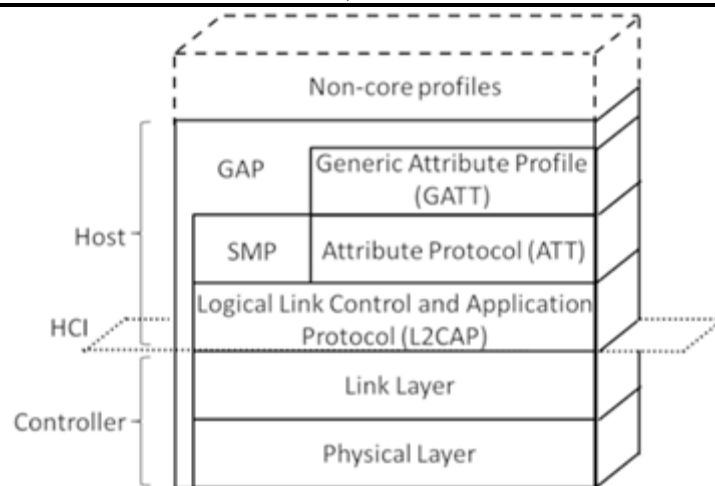 Non-core profiles
GAP
Generic Attribute Profile
(GATT)
Host
SMP
Attribute Protocol (ATT)
Logical Link Control and Application
Protocol (L2CAP)
HCI
Link Layer
Controller
Physical Layer